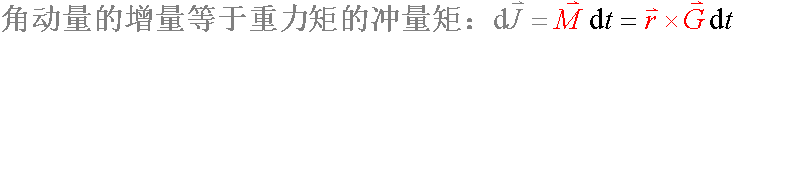 角动量的增量等于重力矩的冲量矩：d\vec{J} = \vec{M} dt = \vec{r} × \vec{G} dt